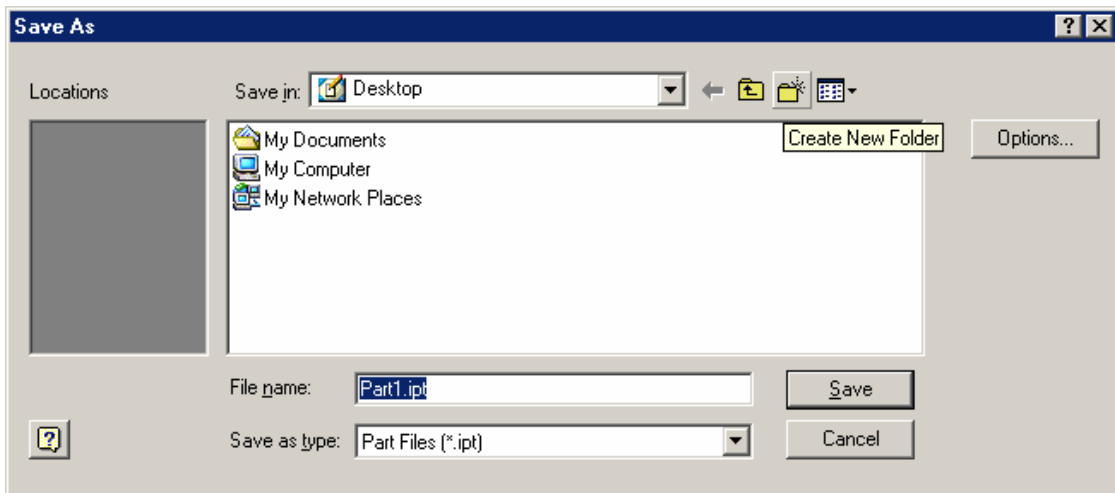 Save As
Locations
Save in: Desktop
My Documents
Create New Folder
Options...
My Computer
My Network Places
File name: Part1.ipt
Save
Save as type: Part Files (*.ipt)
Cancel